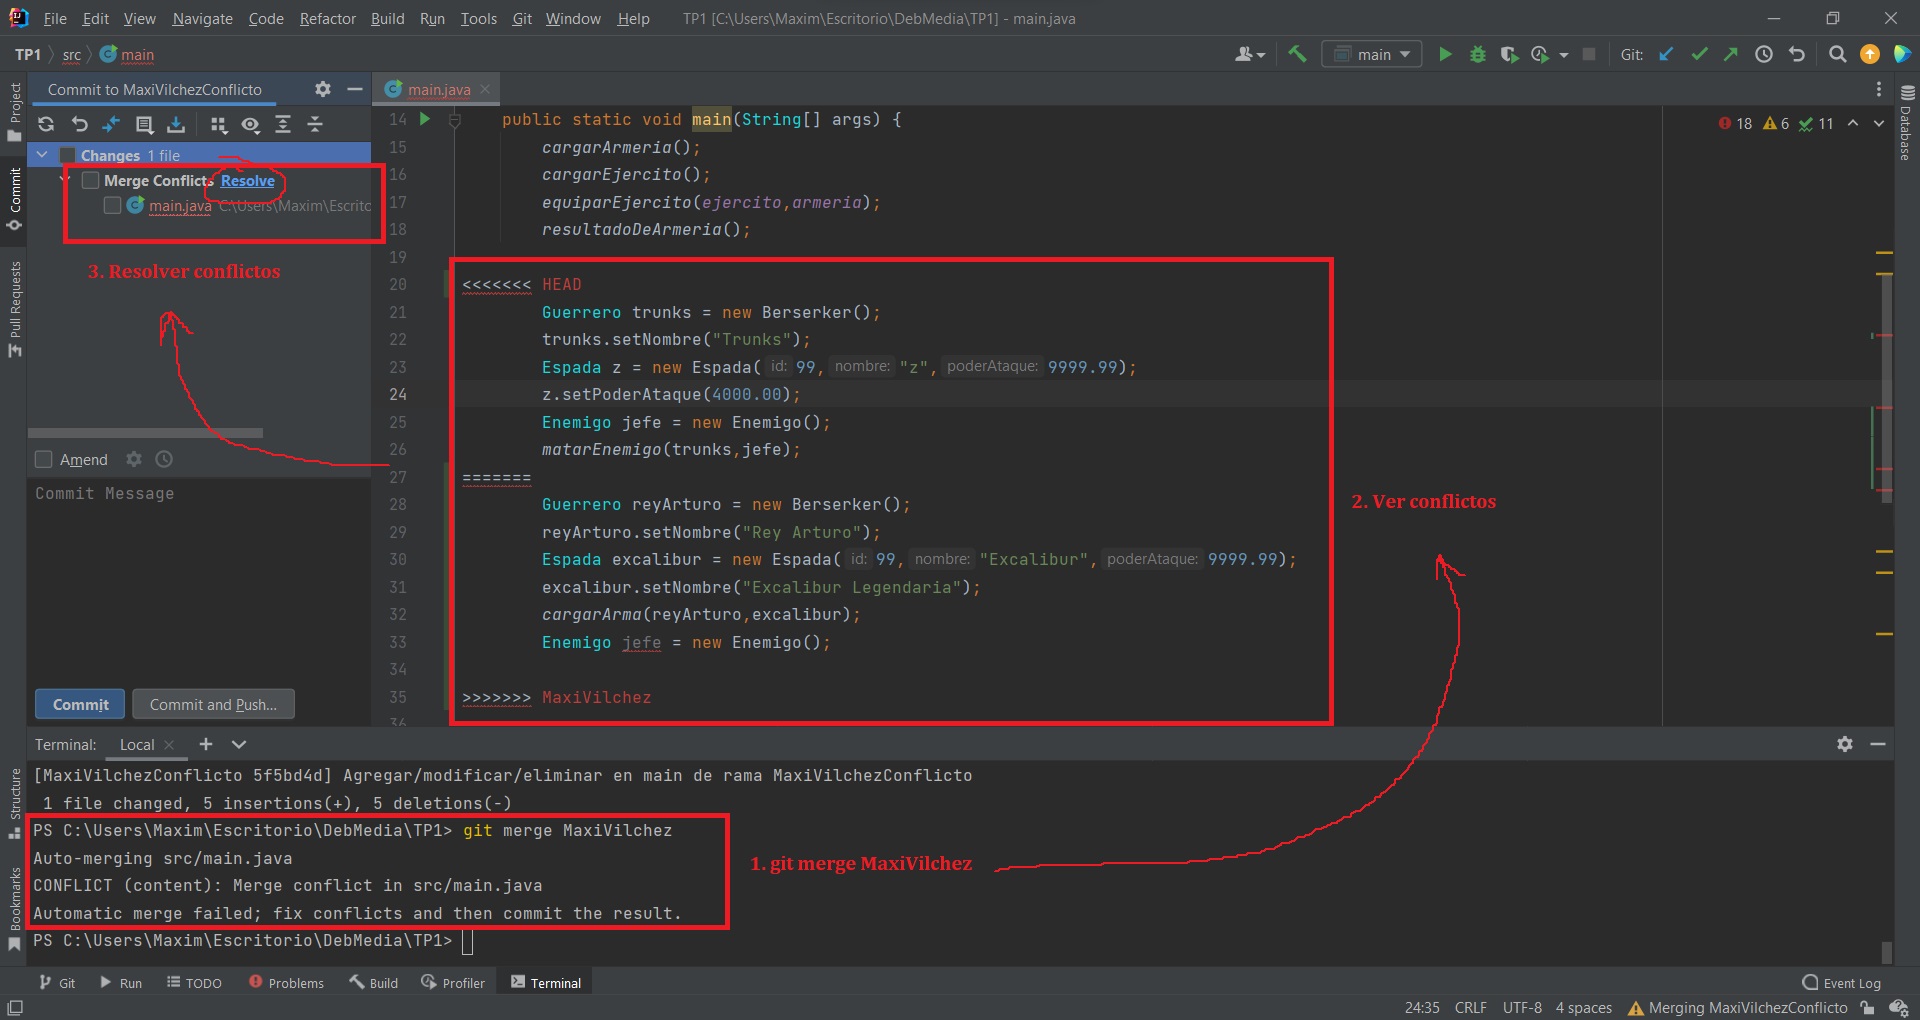 File Edit View Navigate Code Refactor Build Run Tools Git Window Help TP1 [C:\Users\Maxim\Escritorio\DebMedia\TP1] - main.java
TP1 src main
main Git:
Project
Commit
Pull Requests
Structure
Bookmarks
Database
Commit to MaxiVilchezConflicto
Changes 1 file
Merge Conflicts Resolve
main.java C:\Users\Maxim\Escrito
3. Resolver conflictos
Amend
Commit Message
Commit Commit and Push...
main.java
18 6 11
14 public static void main(String[] args) {
15 cargarArmeria();
16 cargarEjercito();
17 equiparEjercito(ejercito,armeria);
18 resultadoDeArmeria();
19
20 <<<<<<< HEAD
21 Guerrero trunks = new Berserker();
22 trunks.setNombre("Trunks");
23 Espada z = new Espada( id: 99, nombre: "z", poderAtaque: 9999.99);
24 z.setPoderAtaque(4000.00);
25 Enemigo jefe = new Enemigo();
26 matarEnemigo(trunks,jefe);
27 =======
28 Guerrero reyArturo = new Berserker();
29 reyArturo.setNombre("Rey Arturo");
30 Espada excalibur = new Espada( id: 99, nombre: "Excalibur", poderAtaque: 9999.99);
31 excalibur.setNombre("Excalibur Legendaria");
32 cargarArma(reyArturo,excalibur);
33 Enemigo jefe = new Enemigo();
34
35 >>>>>>> MaxiVilchez
36
2. Ver conflictos
Terminal: Local
[MaxiVilchezConflicto 5f5bd4d] Agregar/modificar/eliminar en main de rama MaxiVilchezConflicto
1 file changed, 5 insertions(+), 5 deletions(-)
PS C:\Users\Maxim\Escritorio\DebMedia\TP1> git merge MaxiVilchez
Auto-merging src/main.java
CONFLICT (content): Merge conflict in src/main.java
Automatic merge failed; fix conflicts and then commit the result.
PS C:\Users\Maxim\Escritorio\DebMedia\TP1>
1. git merge MaxiVilchez
Git Run TODO Problems Build Profiler Terminal Event Log
24:35 CRLF UTF-8 4 spaces Merging MaxiVilchezConflicto